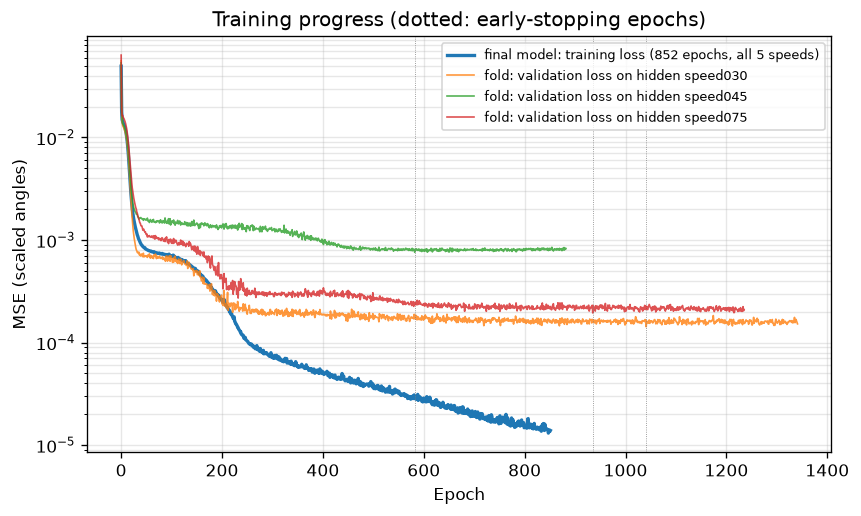 Training progress (dotted: early-stopping epochs)
final model: training loss (852 epochs, all 5 speeds)
fold: validation loss on hidden speed030
fold: validation loss on hidden speed045
fold: validation loss on hidden speed075
MSE (scaled angles)
10⁻²
10⁻³
10⁻⁴
10⁻⁵
0 200 400 600 800 1000 1200 1400
Epoch